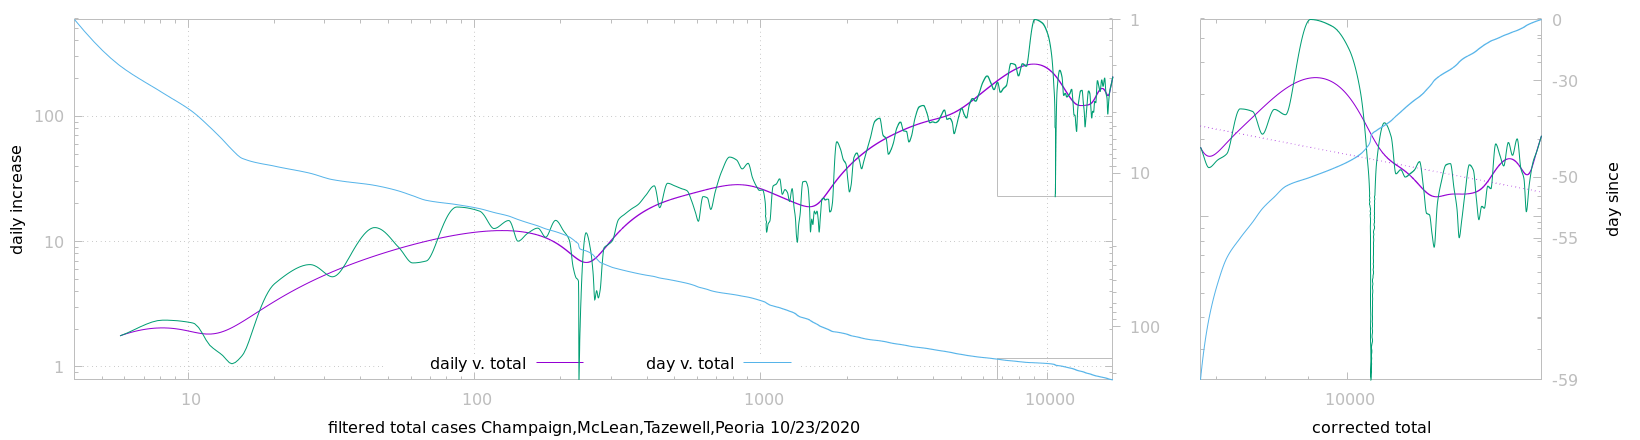 daily increase
100
10
1
10
100
1000
10000
1
10
100
daily v. total
day v. total
filtered total cases Champaign,McLean,Tazewell,Peoria 10/23/2020
0
-30
-50
-55
-59
day since
10000
corrected total